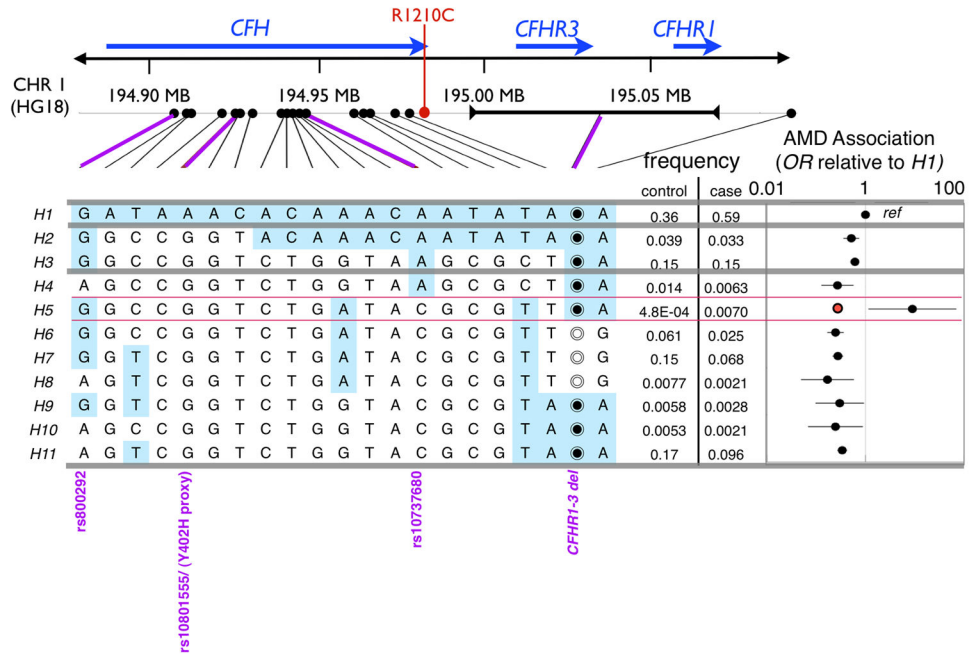 R1210C
CFH
CFHR3
CFHR1
CHR 1
(HG18)
194.90 MB
194.95 MB
195.00 MB
195.05 MB
frequency
AMD Association
(OR relative to H1)
control case 0.01 1 100
H1 G A T A A A C A C A A A C A A T A T A ◉ A 0.36 0.59 ref
H2 G G C C G G T A C A A A C A A T A T A ◉ A 0.039 0.033
H3 G G C C G G T C T G G T A A G C G C T ◉ A 0.15 0.15
H4 A G C C G G T C T G G T A A G C G C T ◉ A 0.014 0.0063
H5 G G C C G G T C T G A T A C G C G T T ◉ A 4.8E-04 0.0070
H6 G G C C G G T C T G A T A C G C G T T ◎ G 0.061 0.025
H7 G G T C G G T C T G A T A C G C G T T ◎ G 0.15 0.068
H8 A G T C G G T C T G A T A C G C G T T ◎ G 0.0077 0.0021
H9 G G T C G G T C T G G T A C G C G T A ◉ A 0.0058 0.0028
H10 A G C C G G T C T G G T A C G C G T A ◉ A 0.0053 0.0021
H11 A G T C G G T C T G G T A C G C G T A ◉ A 0.17 0.096
rs800292
rs10801555/ (Y402H proxy)
rs10737680
CFHR1-3 del